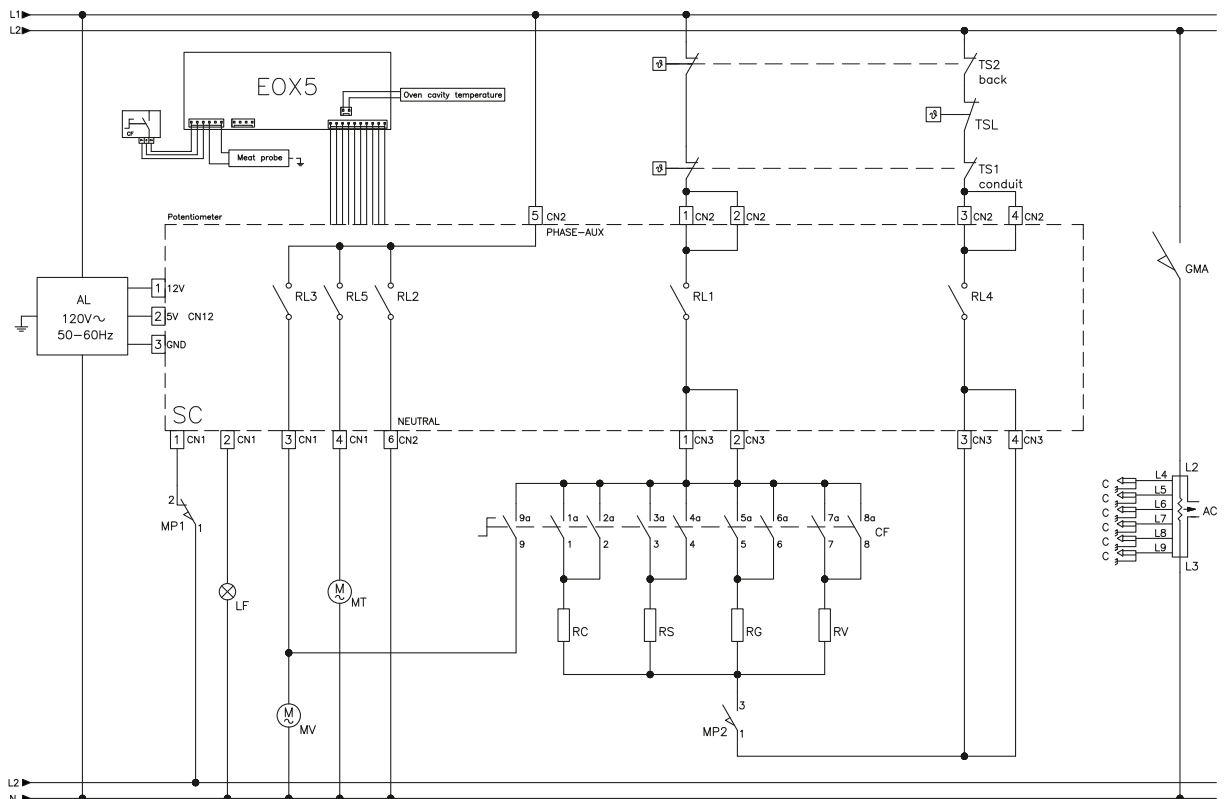 L1
L2
TS2
back
EOX5
Oven cavity temperature
TSL
CF
Meat probe
TS1
conduit
Potentiometer
5 CN2
1 CN2
2 CN2
3 CN2
4 CN2
PHASE-AUX
GMA
AL
120V~
50-60Hz
1 12V
2 5V CN12
3 GND
RL3
RL5
RL2
RL1
RL4
SC
NEUTRAL
1 CN1
2 CN1
3 CN1
4 CN1
6 CN2
1 CN3
2 CN3
3 CN3
4 CN3
L2
C L4
C L5
C L6
C L7
C L8
C L9
AC
L3
2
MP1
1
9a
1a
2a
3a
4a
5a
6a
7a
8a
CF
9
1
2
3
4
5
6
7
8
LF
M~
MT
RC
RS
RG
RV
M~
MV
3
MP2
1
L2
N